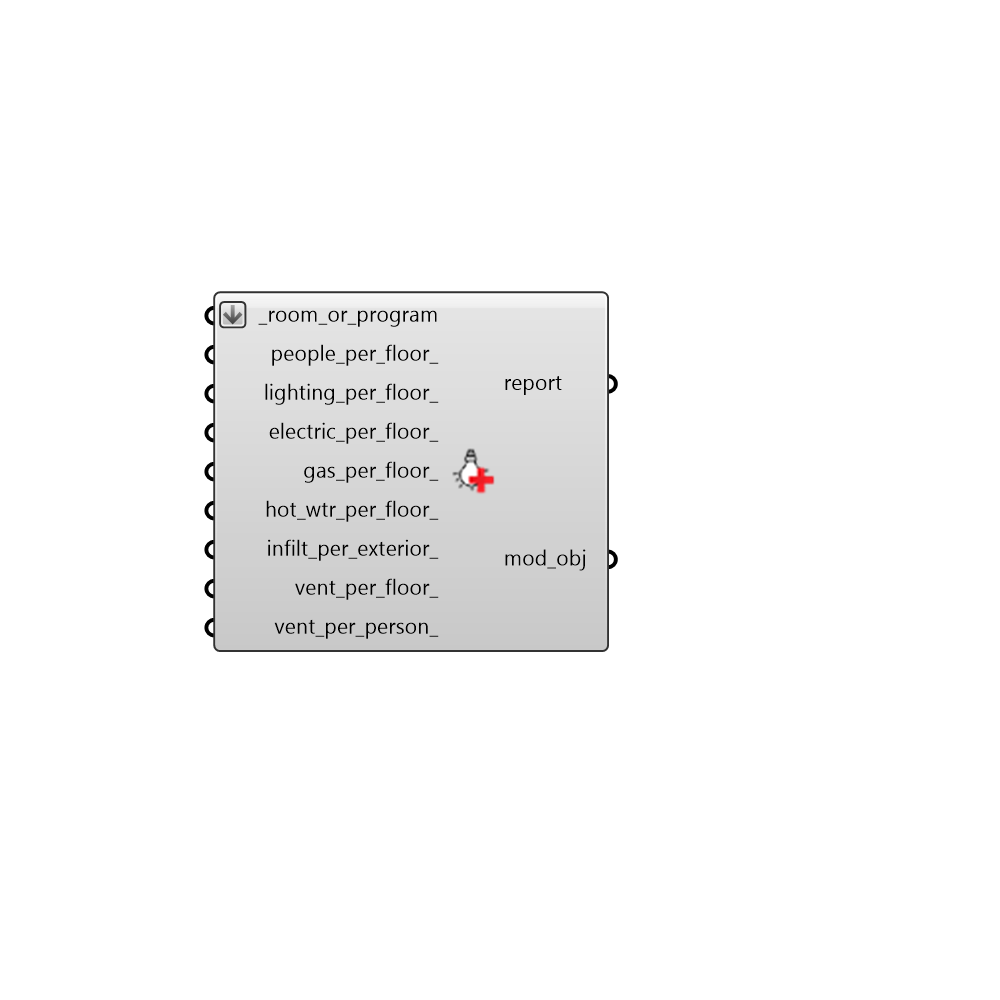 _room_or_program
people_per_floor_
lighting_per_floor_
electric_per_floor_
gas_per_floor_
hot_wtr_per_floor_
infilt_per_exterior_
vent_per_floor_
vent_per_person_
report
mod_obj